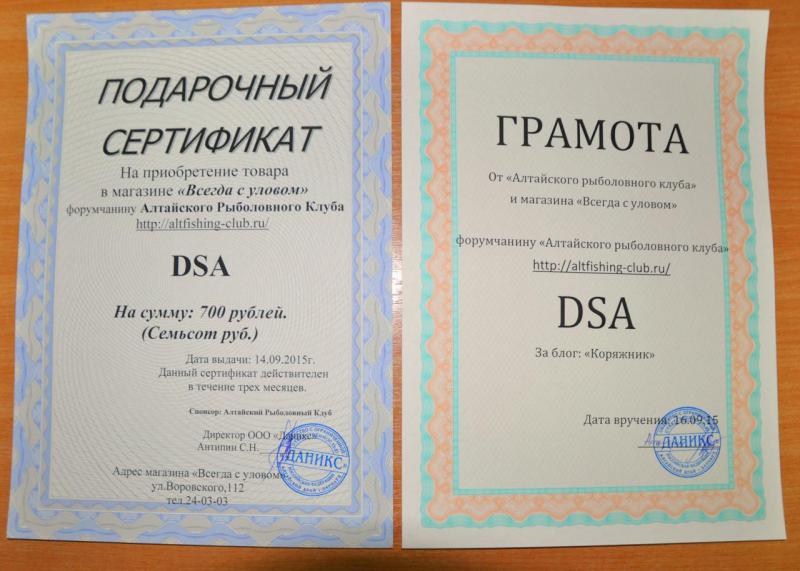 ПОДАРОЧНЫЙ
СЕРТИФИКАТ
На приобретение товара
в магазине «Всегда с уловом»
форумчанину Алтайского Рыболовного Клуба
http://altfishing-club.ru/
DSA
На сумму: 700 рублей.
(Семьсот руб.)
Дата выдачи: 14.09.2015г.
Данный сертификат действителен
в течение трех месяцев.
Спонсор: Алтайский Рыболовный Клуб
Директор ООО «Даникс»
Антипин С.Н.
ДАНИКС
Адрес магазина «Всегда с уловом»
ул.Воровского,112
тел.24-03-03
ГРАМОТА
От «Алтайского рыболовного клуба»
и магазина «Всегда с уловом»
форумчанину «Алтайского рыболовного клуба»
http://altfishing-club.ru/
DSA
За блог: «Коряжник»
Дата вручения: 16.09.15
ДАНИКС